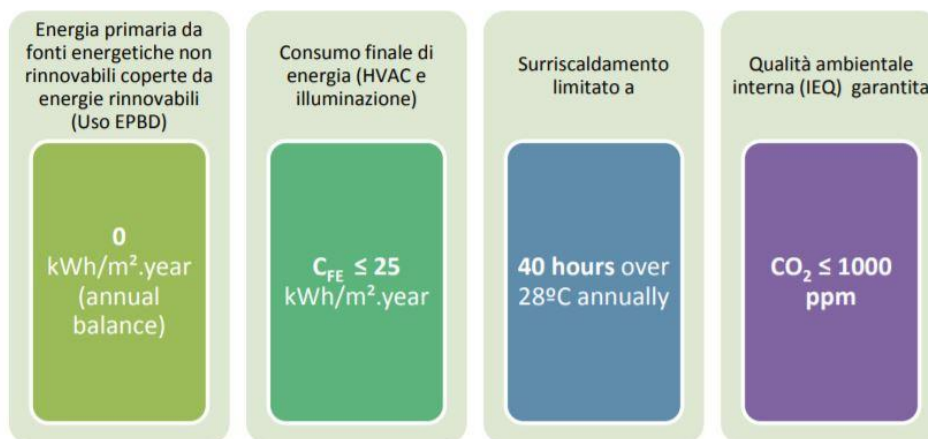 Energia primaria da
fonti energetiche non
rinnovabili coperte da
energie rinnovabili
(Uso EPBD)
0
kWh/m².year
(annual
balance)
Consumo finale di
energia (HVAC e
illuminazione)
C_FE ≤ 25
kWh/m².year
Surriscaldamento
limitato a
40 hours over
28ºC annually
Qualità ambientale
interna (IEQ) garantita
CO₂ ≤ 1000
ppm